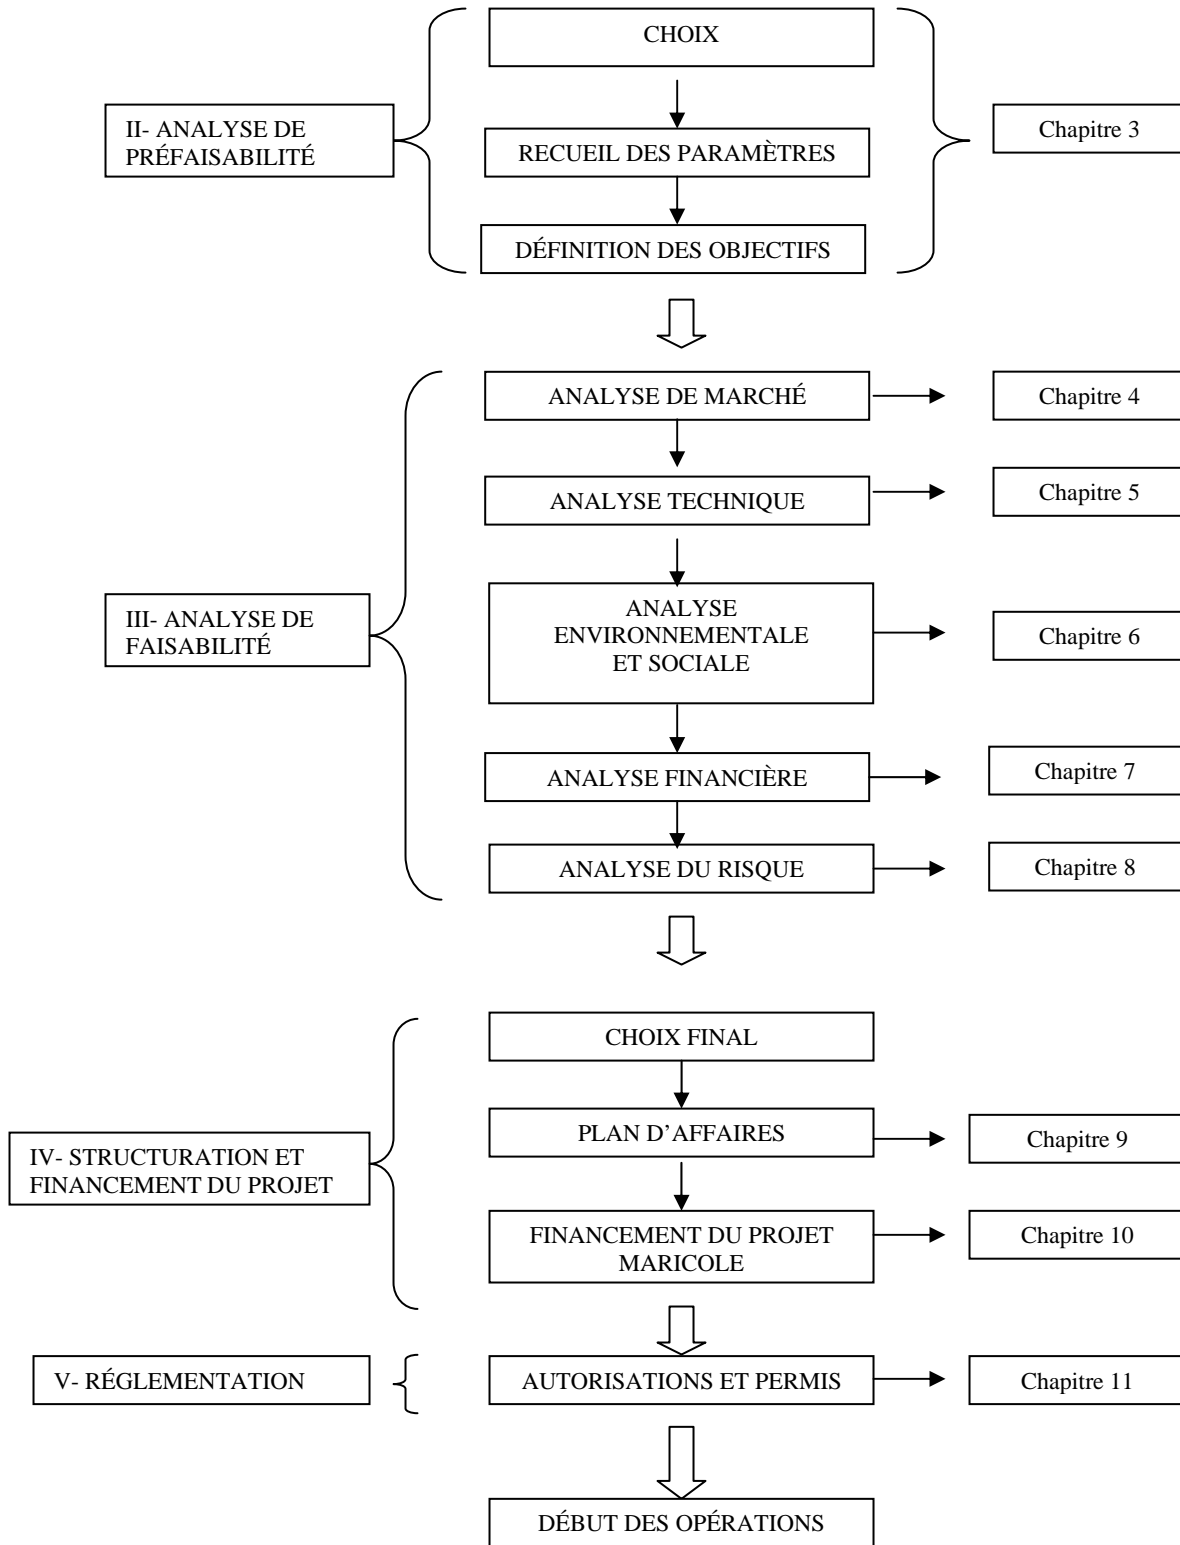 CHOIX
II- ANALYSE DE
PRÉFAISABILITÉ
Chapitre 3
RECUEIL DES PARAMÈTRES
DÉFINITION DES OBJECTIFS
ANALYSE DE MARCHÉ
Chapitre 4
ANALYSE TECHNIQUE
Chapitre 5
III- ANALYSE DE
FAISABILITÉ
ANALYSE
ENVIRONNEMENTALE
ET SOCIALE
Chapitre 6
ANALYSE FINANCIÈRE
Chapitre 7
ANALYSE DU RISQUE
Chapitre 8
CHOIX FINAL
IV- STRUCTURATION ET
FINANCEMENT DU PROJET
PLAN D’AFFAIRES
Chapitre 9
FINANCEMENT DU PROJET
MARICOLE
Chapitre 10
V- RÉGLEMENTATION
AUTORISATIONS ET PERMIS
Chapitre 11
DÉBUT DES OPÉRATIONS